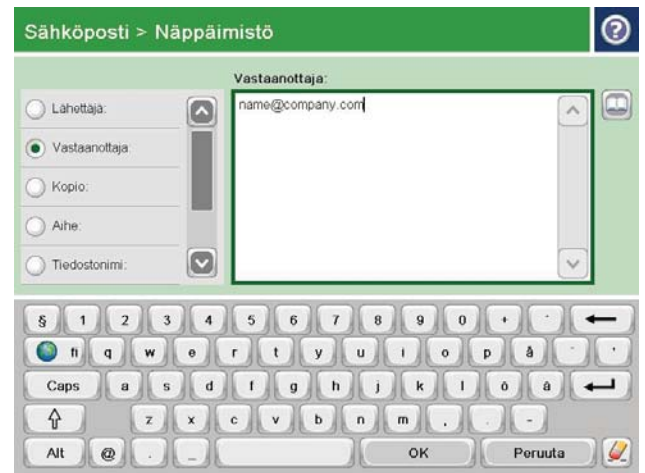 Sähköposti > Näppäimistö
Vastaanottaja:
Lähettäjä:
name@company.com
Vastaanottaja:
Kopio:
Aihe:
Tiedostonimi:
§ 1 2 3 4 5 6 7 8 9 0 +
fi q w e r t y u i o p å
Caps a s d f g h j k l ö ä
z x c v b n m , . -
Alt @ . _ OK Peruuta